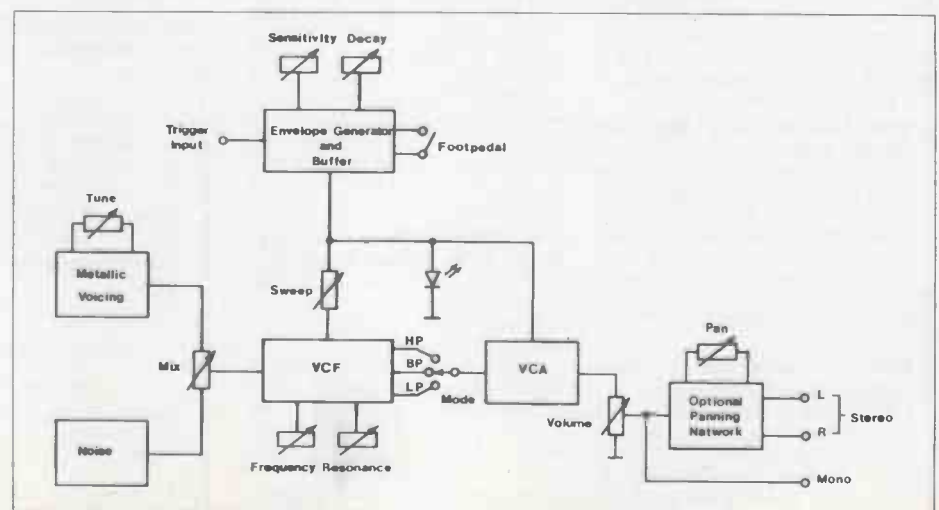 Sensitivity Decay
Trigger
Input
Envelope Generator
and
Buffer
Footpedal
Tune
Metallic
Voicing
Sweep
Mix
Noise
VCF
HP
BP
LP
Mode
VCA
Frequency Resonance
Volume
Pan
Optional
Panning
Natwork
L
R
Stereo
Mono